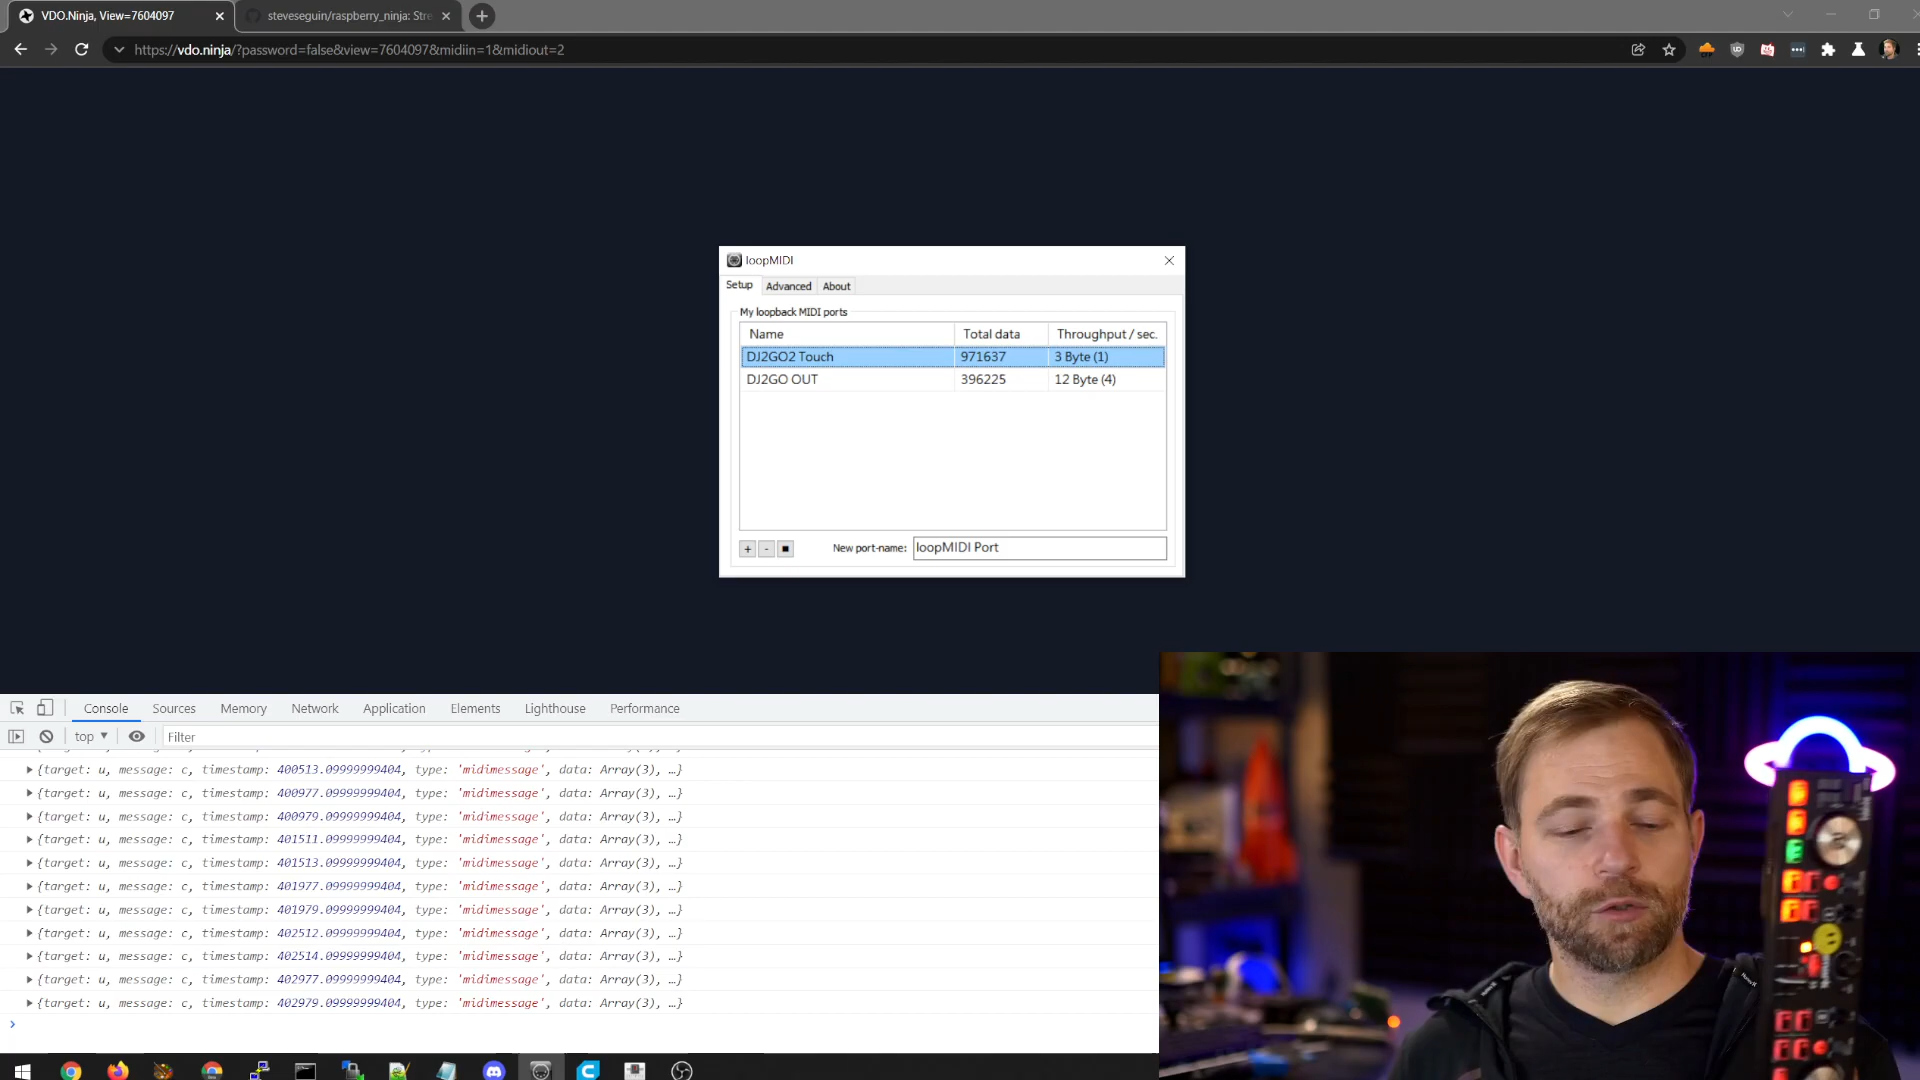 VDO.Ninja, View=7604097
steveseguin/raspberry_ninja: Stre
https://vdo.ninja/?password=false&view=7604097&midiin=1&midiout=2
loopMIDI
Setup Advanced About
My loopback MIDI ports
Name Total data Throughput / sec.
DJ2GO2 Touch 971637 3 Byte (1)
DJ2GO OUT 396225 12 Byte (4)
+ - New port-name: loopMIDI Port
Console Sources Memory Network Application Elements Lighthouse Performance
top ▼ Filter
{target: u, message: c, timestamp: 400513.09999999404, type: 'midimessage', data: Array(3), …}
{target: u, message: c, timestamp: 400977.09999999404, type: 'midimessage', data: Array(3), …}
{target: u, message: c, timestamp: 400979.09999999404, type: 'midimessage', data: Array(3), …}
{target: u, message: c, timestamp: 401511.09999999404, type: 'midimessage', data: Array(3), …}
{target: u, message: c, timestamp: 401513.09999999404, type: 'midimessage', data: Array(3), …}
{target: u, message: c, timestamp: 401977.09999999404, type: 'midimessage', data: Array(3), …}
{target: u, message: c, timestamp: 401979.09999999404, type: 'midimessage', data: Array(3), …}
{target: u, message: c, timestamp: 402512.09999999404, type: 'midimessage', data: Array(3), …}
{target: u, message: c, timestamp: 402514.09999999404, type: 'midimessage', data: Array(3), …}
{target: u, message: c, timestamp: 402977.09999999404, type: 'midimessage', data: Array(3), …}
{target: u, message: c, timestamp: 402979.09999999404, type: 'midimessage', data: Array(3), …}